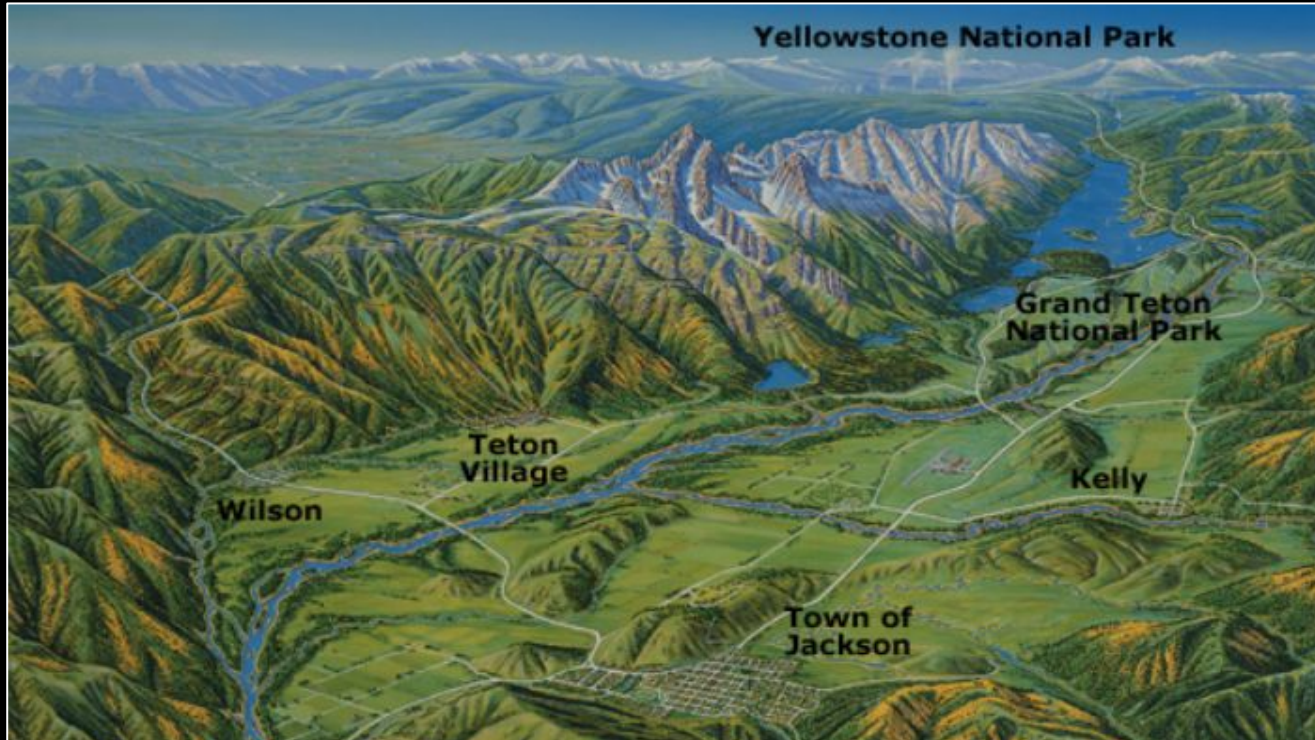 Yellowstone National Park
Grand Teton
National Park
Teton
Village
Kelly
Wilson
Town of
Jackson